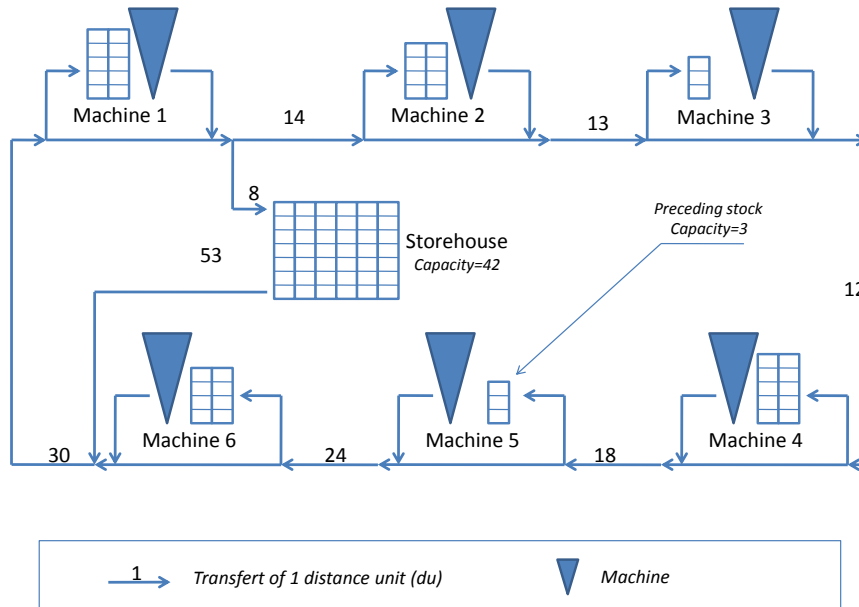 Machine 1
Machine 2
Machine 3
14
13
8
Preceding stock
Capacity=3
Storehouse
Capacity=42
53
12
Machine 6
Machine 5
Machine 4
30
24
18
1
Transfert of 1 distance unit (du)
Machine